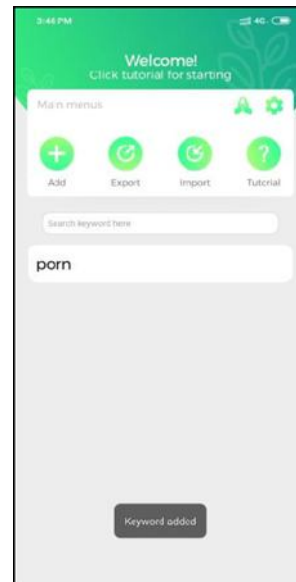 3:46 PM
4G
Welcome!
Click tutorial for starting
Main menus
Add Export Import Tutorial
Search keyword here
porn
Keyword added